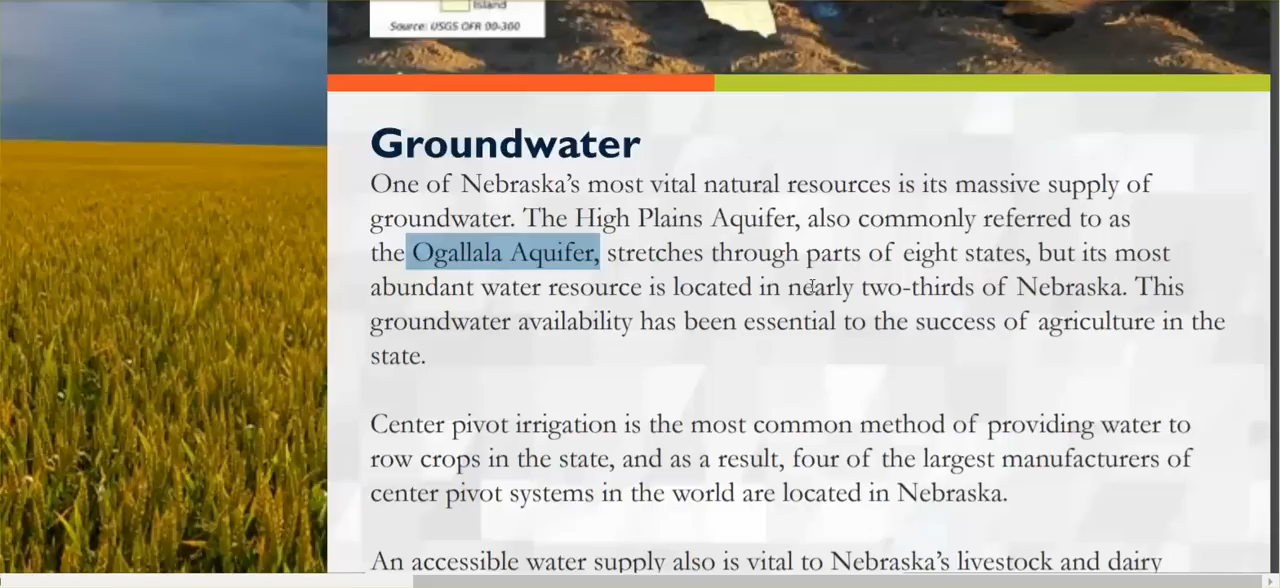 Island
Source: USGS OFR 00-300
Groundwater
One of Nebraska's most vital natural resources is its massive supply of
groundwater. The High Plains Aquifer, also commonly referred to as
the Ogallala Aquifer, stretches through parts of eight states, but its most
abundant water resource is located in nearly two-thirds of Nebraska. This
groundwater availability has been essential to the success of agriculture in the
state.
Center pivot irrigation is the most common method of providing water to
row crops in the state, and as a result, four of the largest manufacturers of
center pivot systems in the world are located in Nebraska.
An accessible water supply also is vital to Nebraska's livestock and dairy